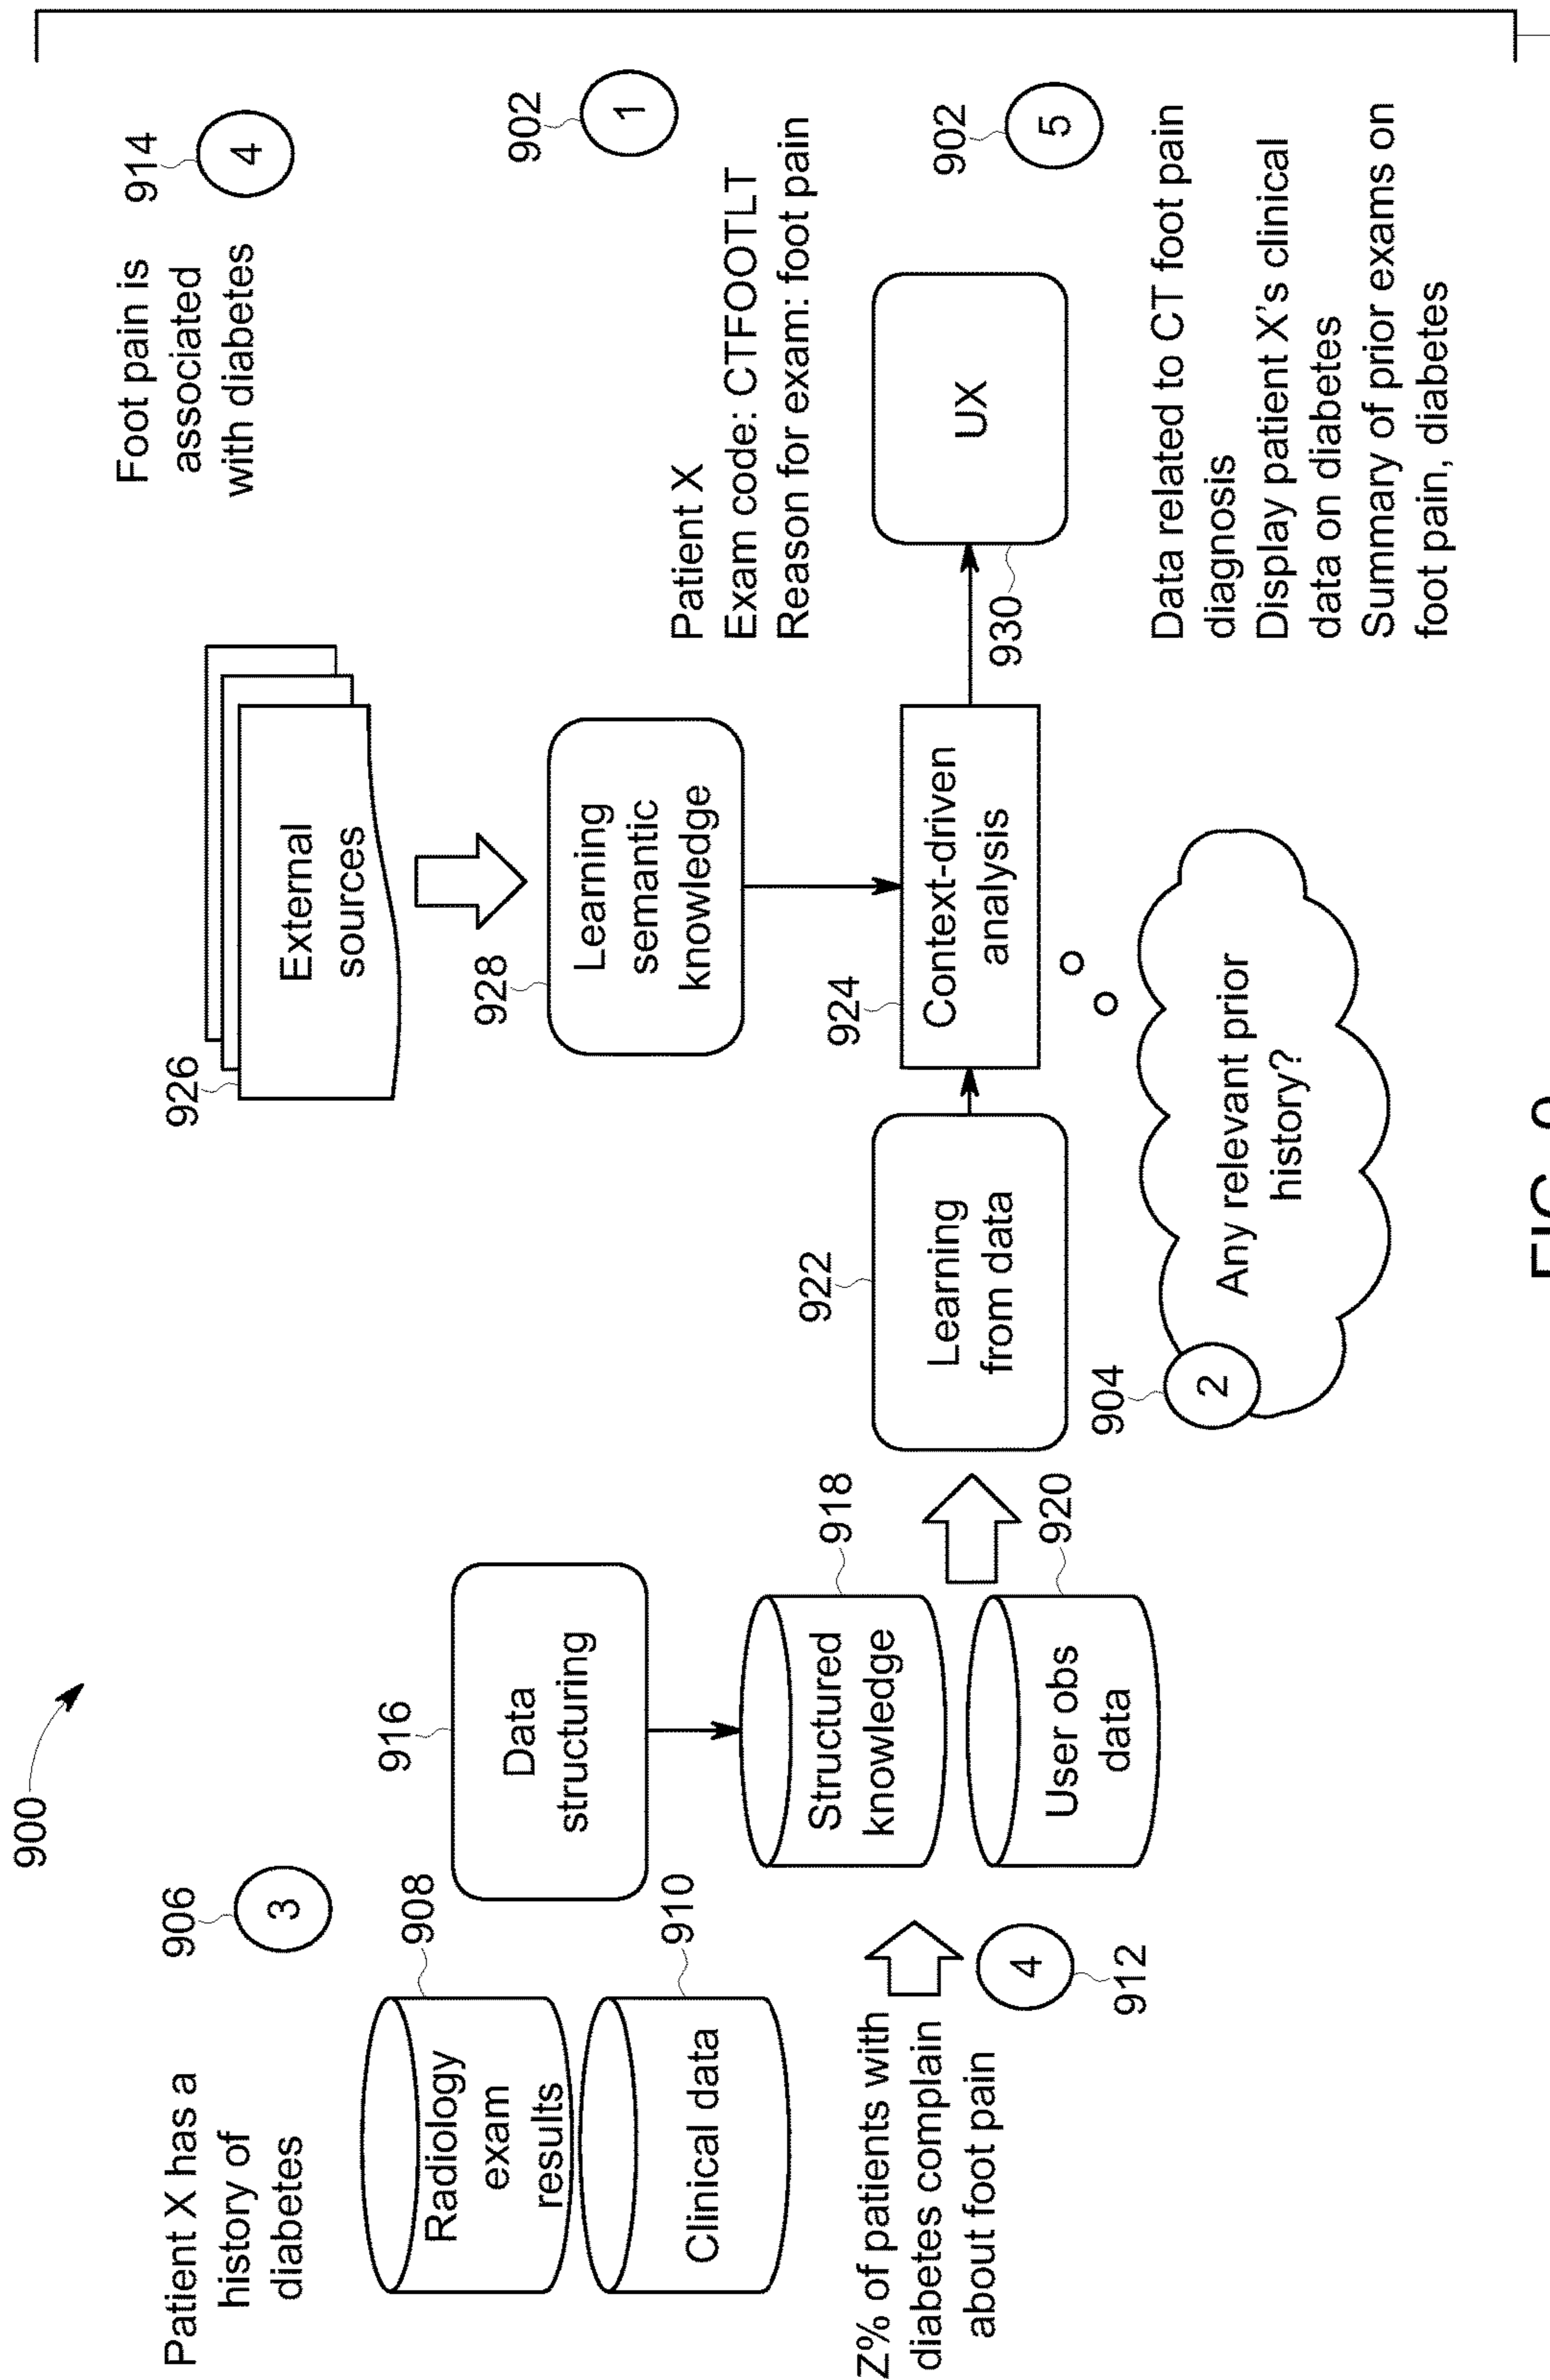 900
Patient X has a
history of
diabetes
906
3
908
Radiology
exam
results
910
Clinical data
Z% of patients with
diabetes complain
about foot pain
4
912
916
Data
structuring
918
Structured
knowledge
920
User obs
data
922
Learning
from data
904
2
Any relevant prior
history?
926
External
sources
928
Learning
semantic
knowledge
924
Context-driven
analysis
Foot pain is
associated
with diabetes
914
4
902
1
Patient X
Exam code: CTFOOTLT
Reason for exam: foot pain
UX
930
902
5
Data related to CT foot pain
diagnosis
Display patient X's clinical
data on diabetes
Summary of prior exams on
foot pain, diabetes